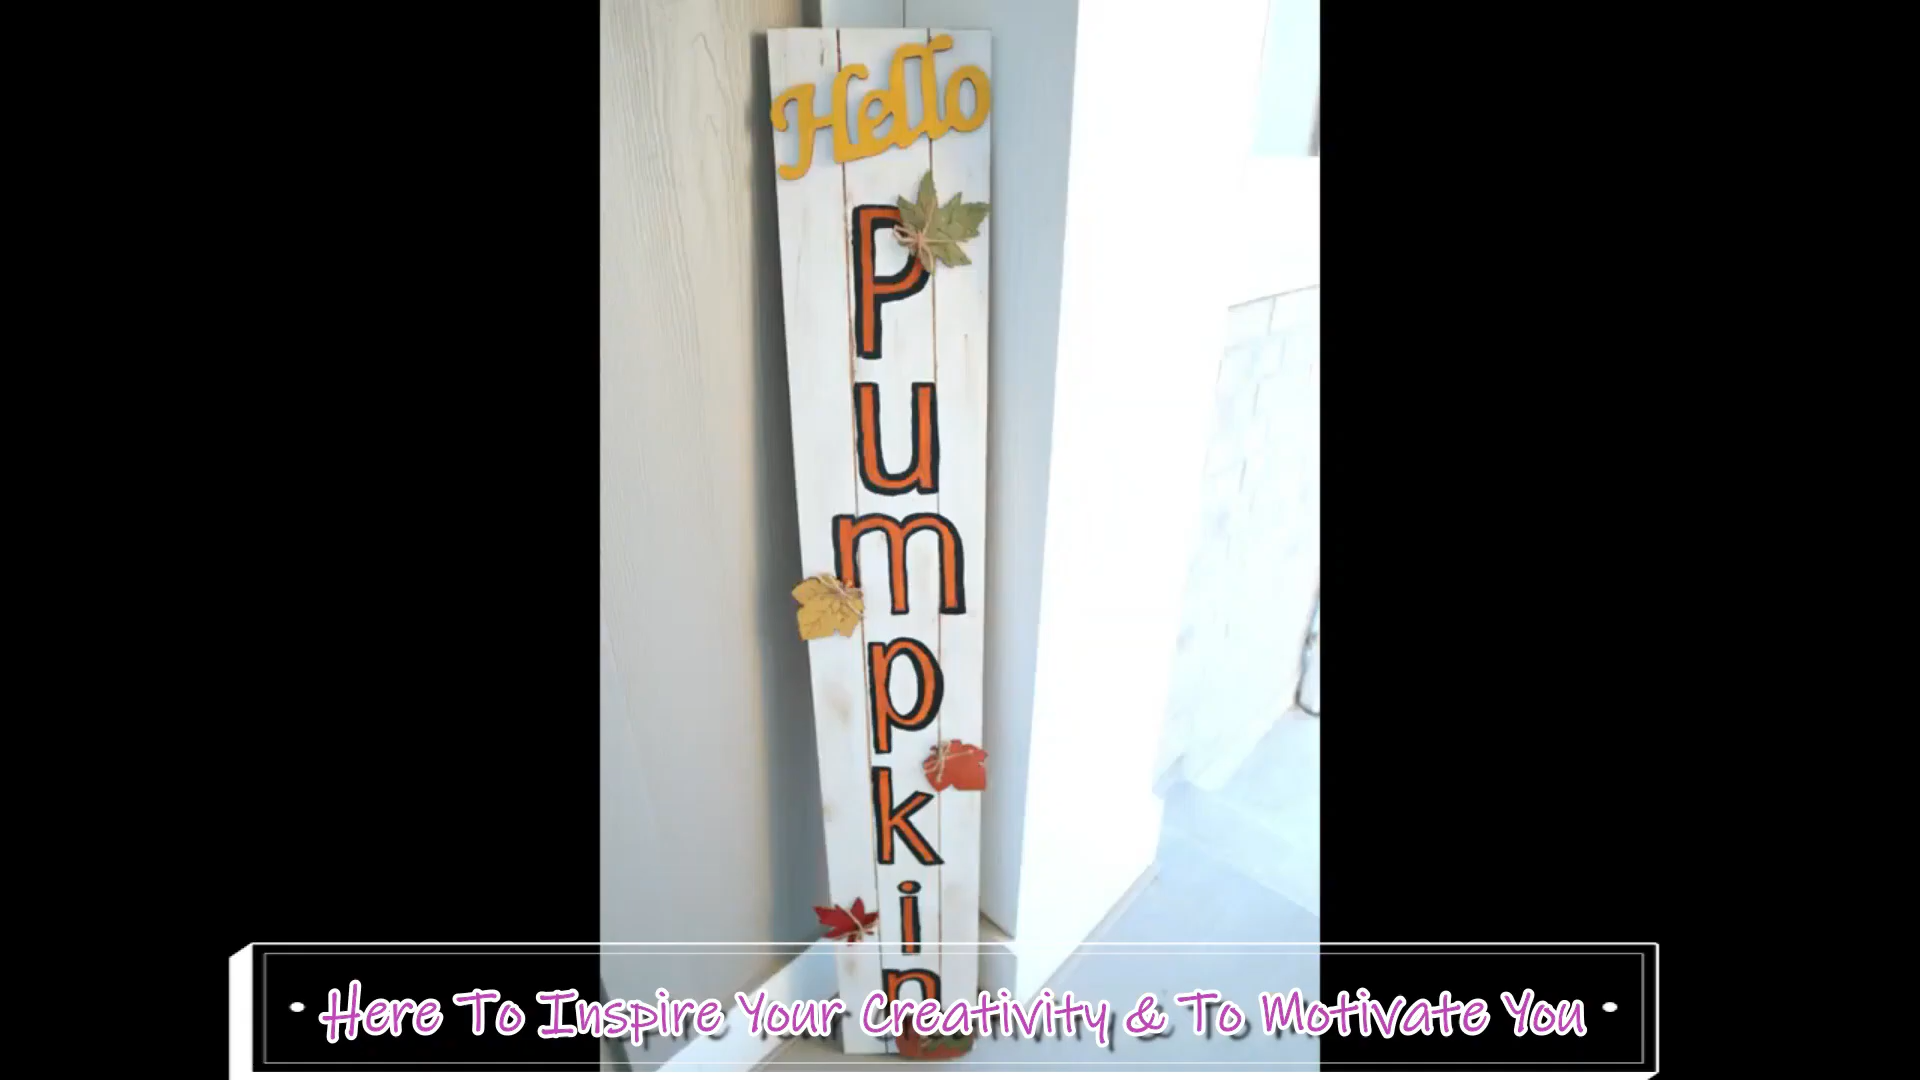 Hello
Pumpkin
• Here To Inspire Your Creativity & To Motivate You •